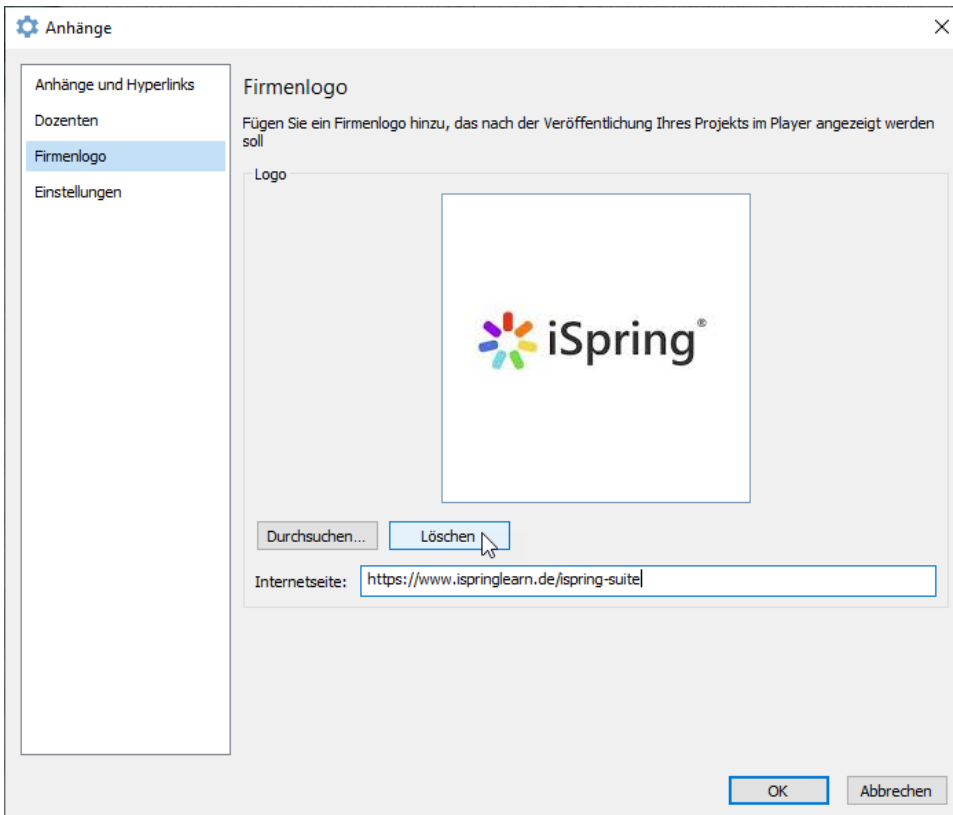 Anhänge
Anhänge und Hyperlinks
Dozenten
Firmenlogo
Einstellungen
Firmenlogo
Fügen Sie ein Firmenlogo hinzu, das nach der Veröffentlichung Ihres Projekts im Player angezeigt werden
soll
Logo
iSpring®
Durchsuchen...
Löschen
Internetseite: https://www.ispringlearn.de/ispring-suite
OK
Abbrechen